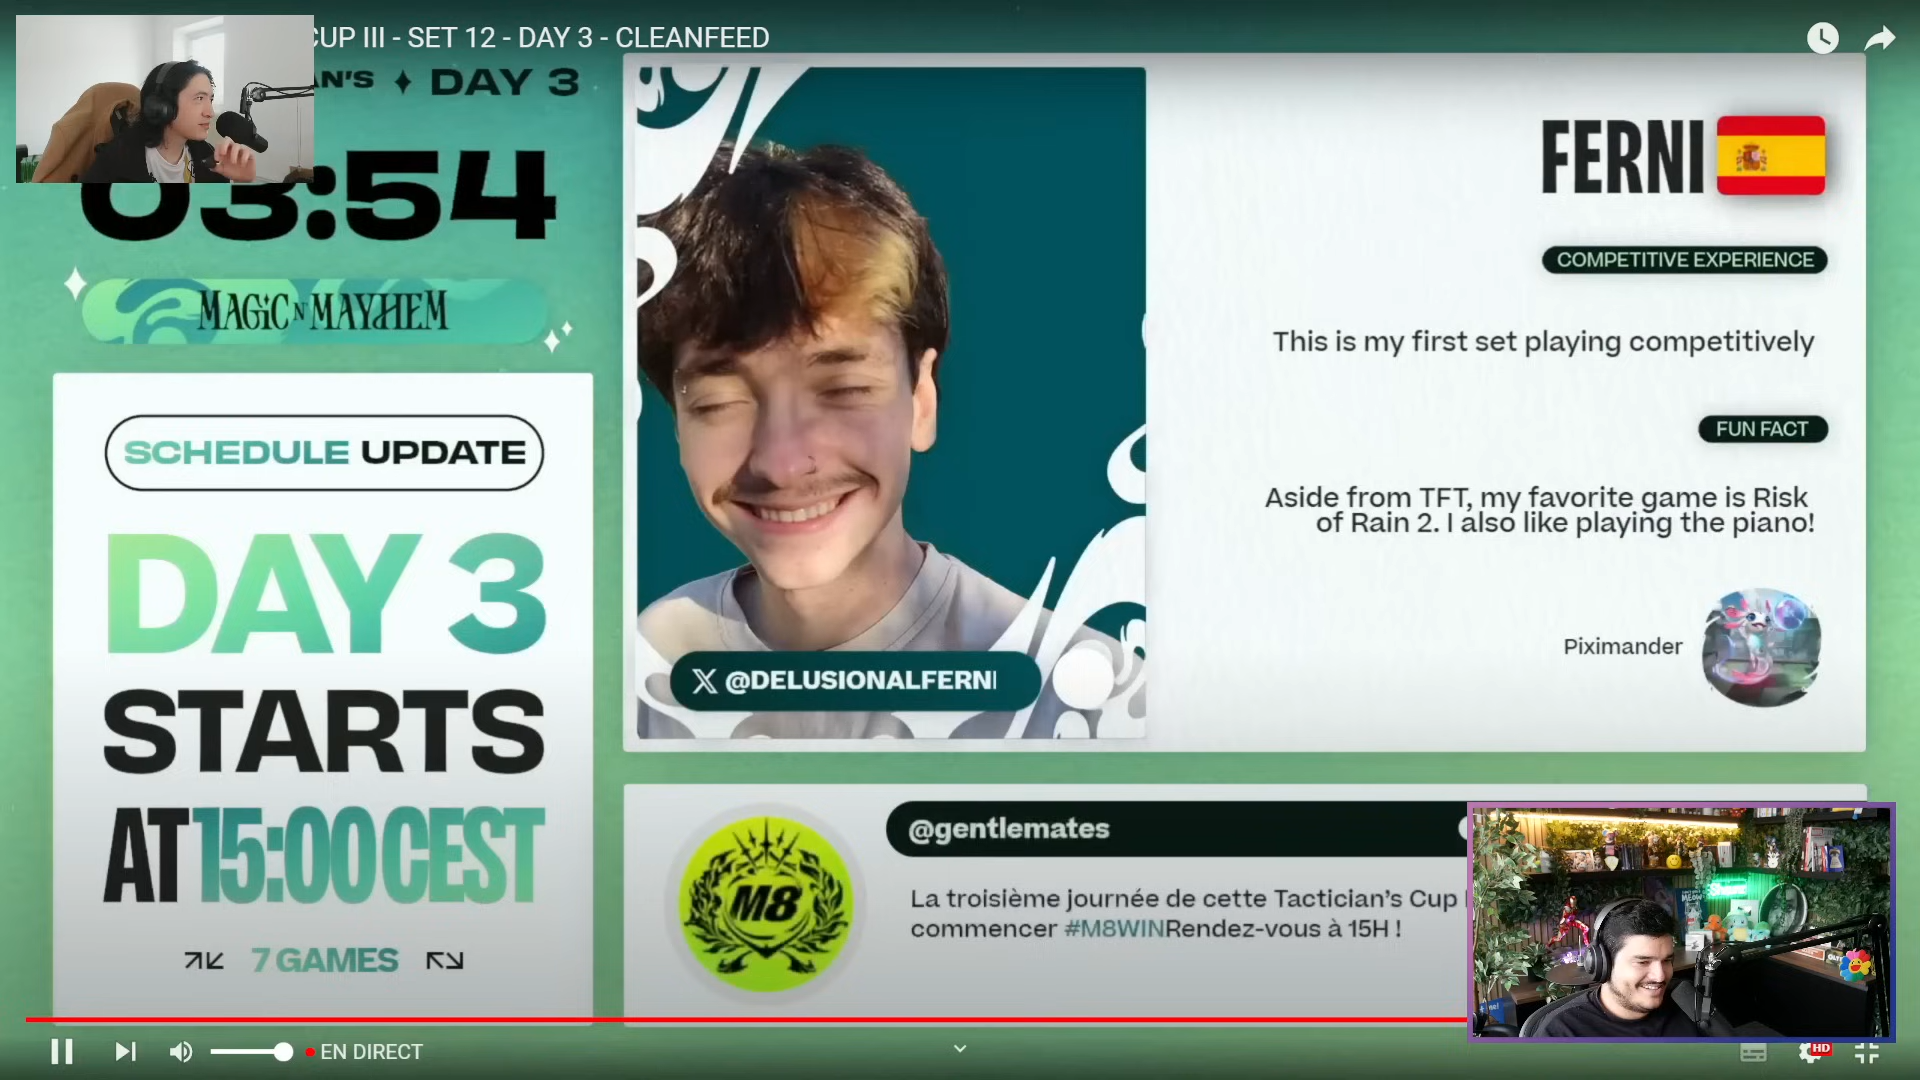 CUP III - SET 12 - DAY 3 - CLEANFEED
AN'S ✦ DAY 3
03:54
MAGIC N' MAYHEM
SCHEDULE UPDATE
DAY 3
STARTS
AT 15:00 CEST
7 GAMES
FERNI
COMPETITIVE EXPERIENCE
This is my first set playing competitively
FUN FACT
Aside from TFT, my favorite game is Risk
of Rain 2. I also like playing the piano!
Piximander
X @DELUSIONALFERNI
M8
@gentlemates
La troisième journée de cette Tactician's Cup
commencer #M8WINRendez-vous à 15H !
EN DIRECT
HD